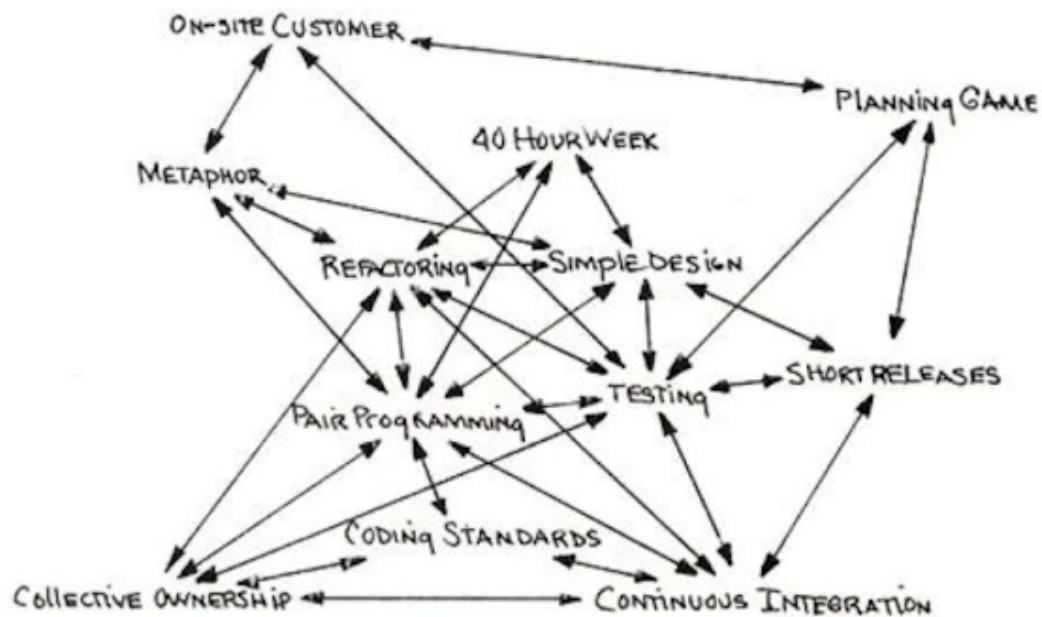 ON-SITE CUSTOMER
PLANNING GAME
40 HOUR WEEK
METAPHOR
REFACTORING
SIMPLE DESIGN
SHORT RELEASES
TESTING
PAIR PROGRAMMING
CODING STANDARDS
COLLECTIVE OWNERSHIP
CONTINUOUS INTEGRATION